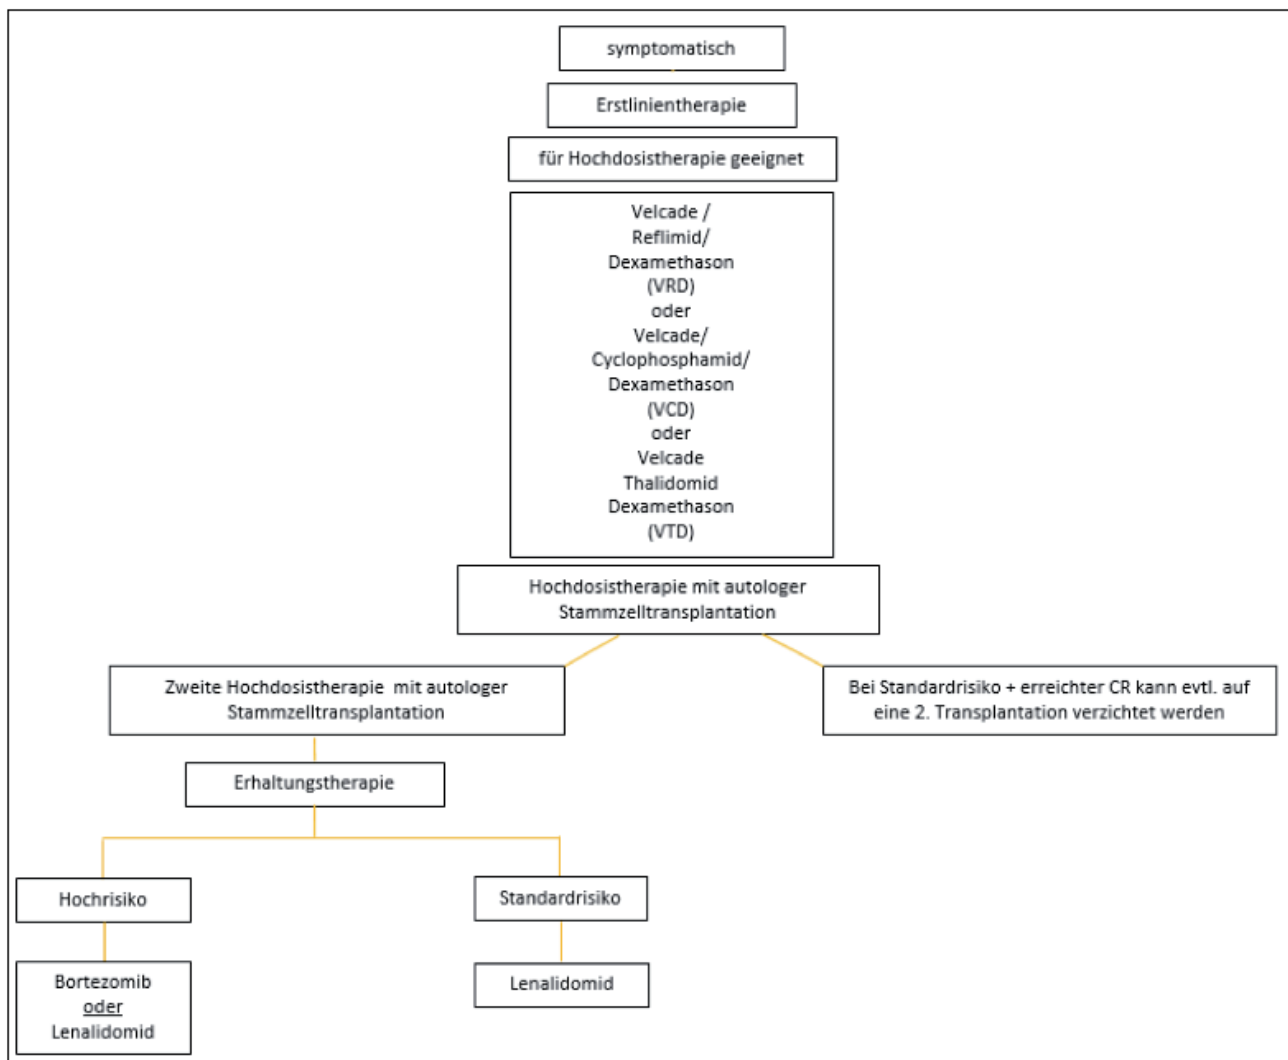 symptomatisch
Erstlinientherapie
für Hochdosistherapie geeignet
Velcade /
Reflimid/
Dexamethason
(VRD)
oder
Velcade/
Cyclophosphamid/
Dexamethason
(VCD)
oder
Velcade
Thalidomid
Dexamethason
(VTD)
Hochdosistherapie mit autologer
Stammzelltransplantation
Zweite Hochdosistherapie mit autologer
Stammzelltransplantation
Bei Standardrisiko + erreichter CR kann evtl. auf
eine 2. Transplantation verzichtet werden
Erhaltungstherapie
Hochrisiko
Standardrisiko
Bortezomib
oder
Lenalidomid
Lenalidomid